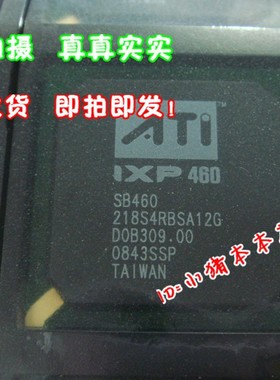 拍摄 真真实实
货 即拍即发!
ATI
IXP 460
SB460
218S4RBSA12G
D0B309.00
0843SSP
TAIWAN
ID:小猪本本